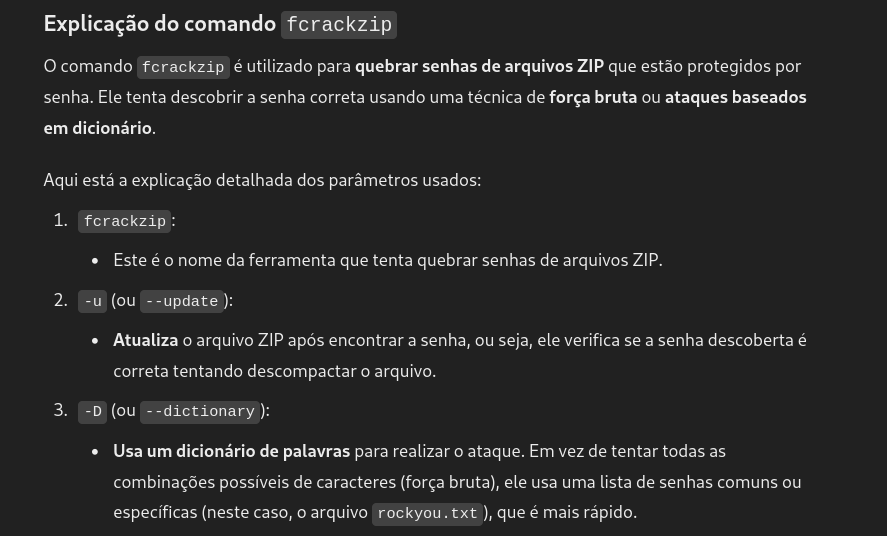 Explicação do comando fcrackzip
O comando fcrackzip é utilizado para quebrar senhas de arquivos ZIP que estão protegidos por
senha. Ele tenta descobrir a senha correta usando uma técnica de força bruta ou ataques baseados
em dicionário.
Aqui está a explicação detalhada dos parâmetros usados:
1. fcrackzip:
• Este é o nome da ferramenta que tenta quebrar senhas de arquivos ZIP.
2. -u (ou --update):
• Atualiza o arquivo ZIP após encontrar a senha, ou seja, ele verifica se a senha descoberta é
correta tentando descompactar o arquivo.
3. -D (ou --dictionary):
• Usa um dicionário de palavras para realizar o ataque. Em vez de tentar todas as
combinações possíveis de caracteres (força bruta), ele usa uma lista de senhas comuns ou
específicas (neste caso, o arquivo rockyou.txt), que é mais rápido.